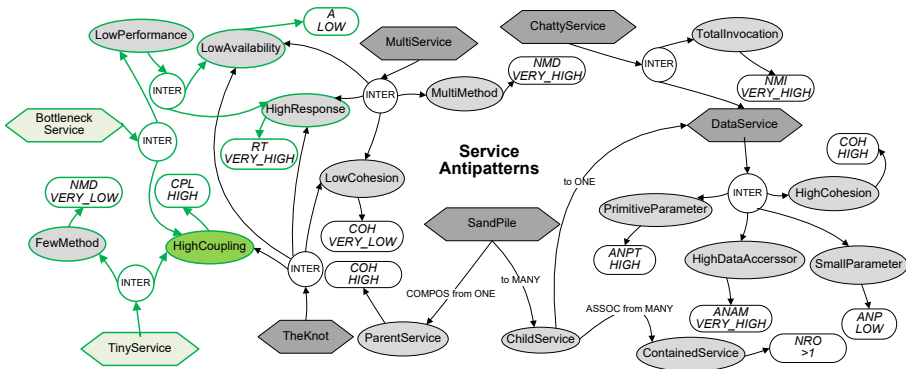 A
LOW
LowPerformance
LowAvailability
MultiService
ChattyService
TotalInvocation
INTER
INTER
INTER
NMD
VERY_HIGH
NMI
VERY_HIGH
MultiMethod
HighResponse
Bottleneck
Service
INTER
RT
VERY_HIGH
DataService
Service
Antipatterns
COH
HIGH
NMD
VERY_LOW
CPL
HIGH
LowCohesion
to ONE
INTER
HighCohesion
PrimitiveParameter
FewMethod
HighCoupling
COH
VERY_LOW
SandPile
ANPT
HIGH
HighDataAccerssor
SmallParameter
INTER
INTER
COH
HIGH
to MANY
COMPOS from ONE
ASSOC from MANY
ANAM
VERY_HIGH
ANP
LOW
TinyService
TheKnot
ParentService
ChildService
ContainedService
NRO
>1